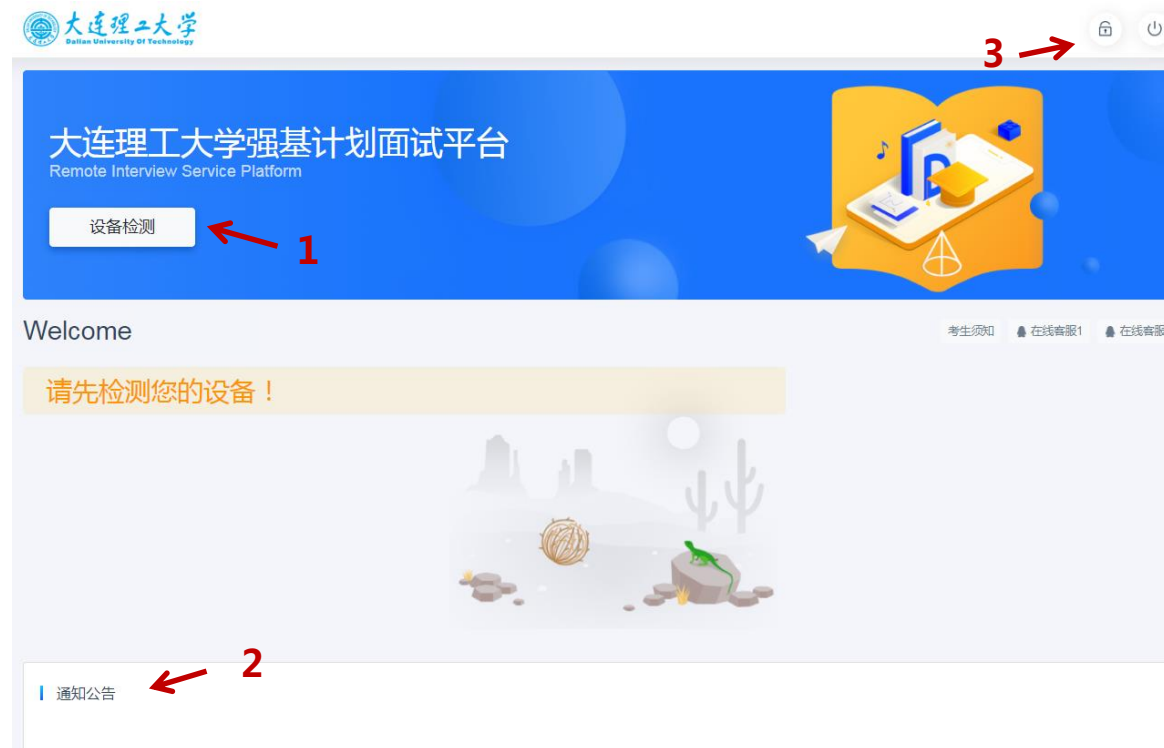 大连理工大学
Dalian University Of Technology
3
大连理工大学强基计划面试平台
Remote Interview Service Platform
设备检测
1
Welcome
考生须知
在线客服1
在线客服
请先检测您的设备！
2
通知公告